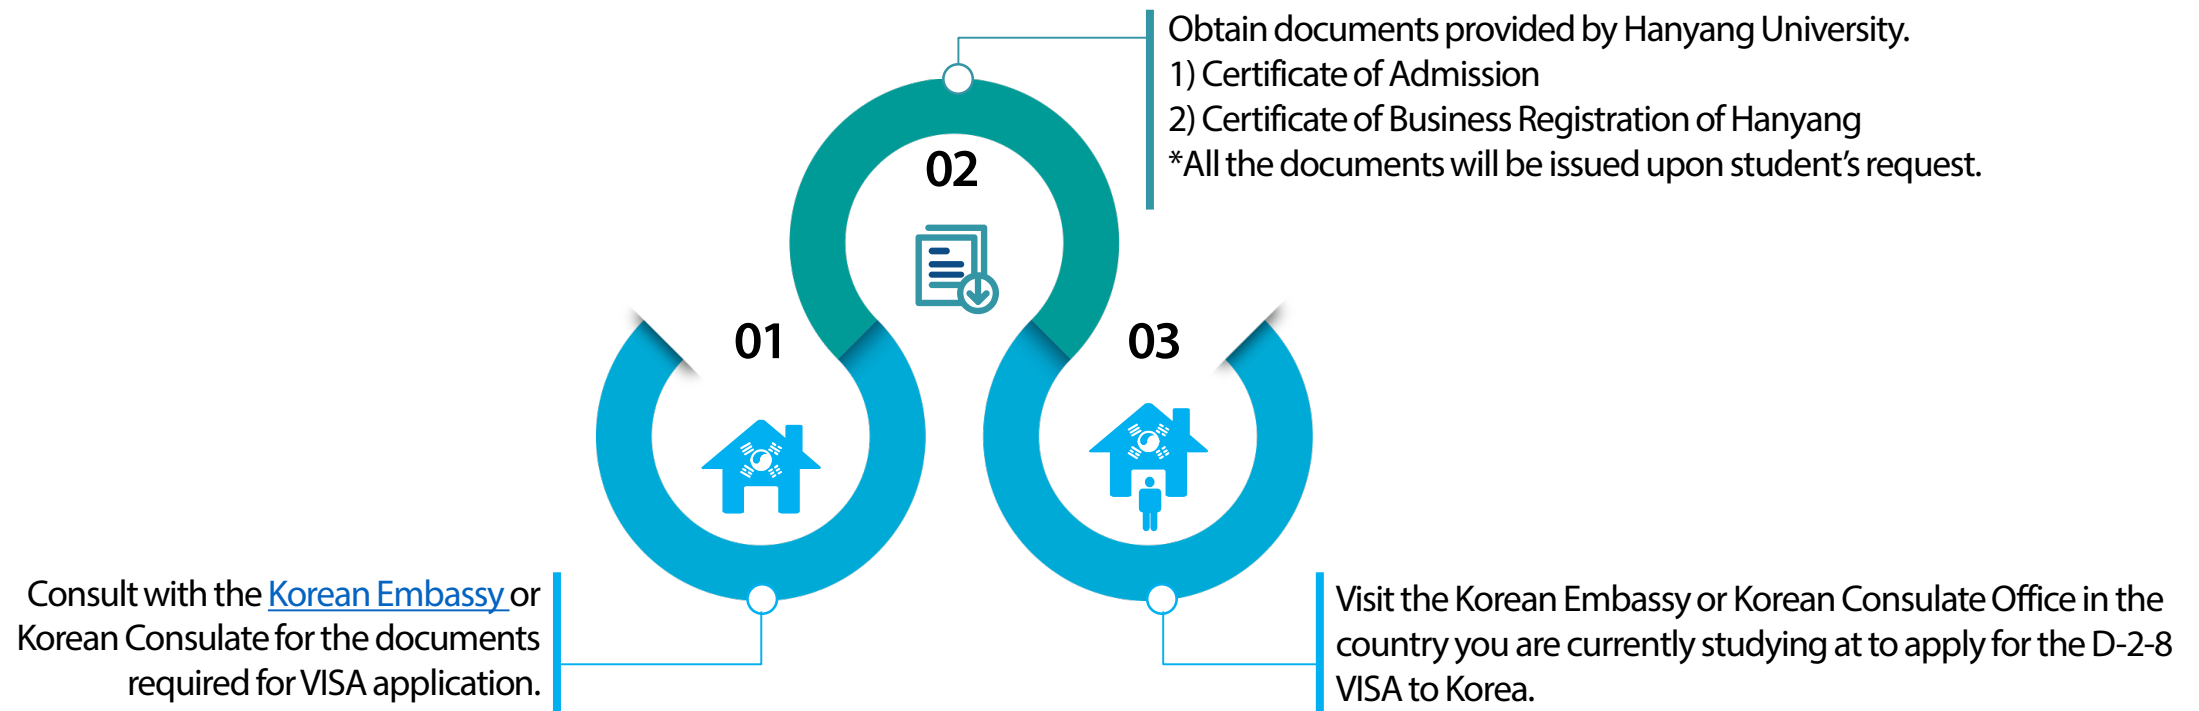 01
Consult with the Korean Embassy or
Korean Consulate for the documents
required for VISA application.
02
Obtain documents provided by Hanyang University.
1) Certificate of Admission
2) Certificate of Business Registration of Hanyang
*All the documents will be issued upon student’s request.
03
Visit the Korean Embassy or Korean Consulate Office in the
country you are currently studying at to apply for the D-2-8
VISA to Korea.